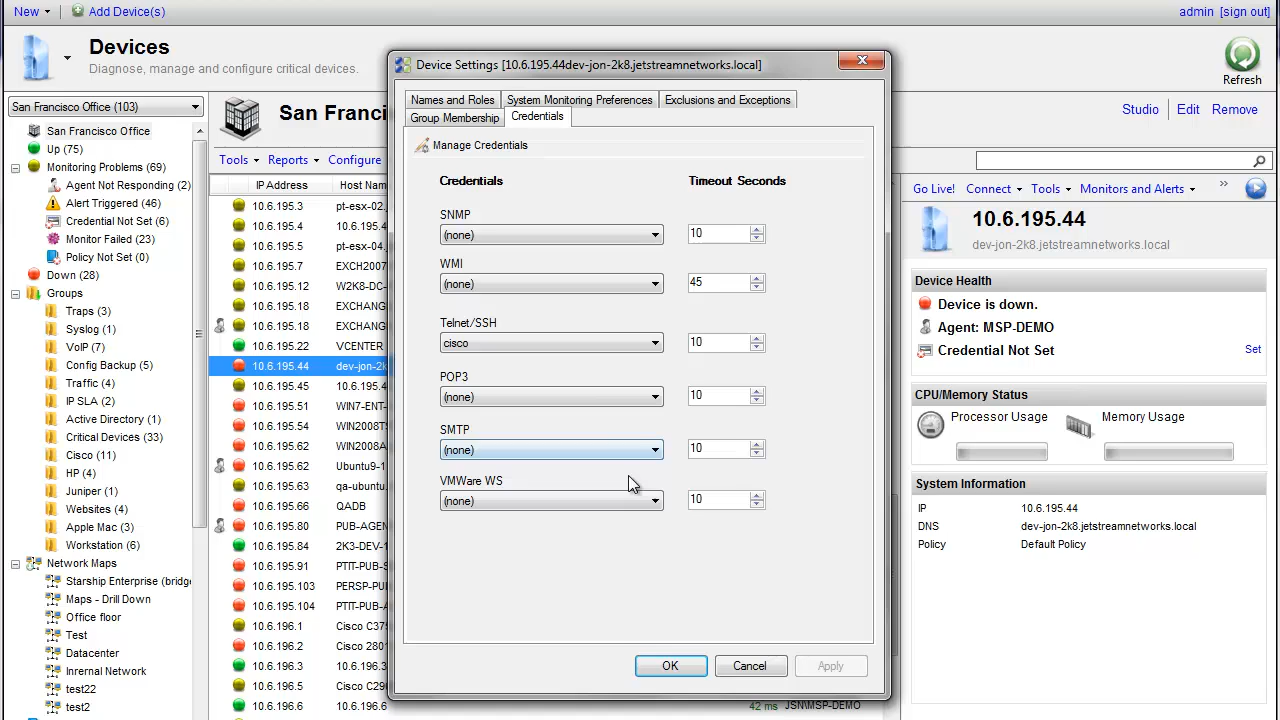 New
Add Device(s)
admin [sign out]
Devices
Diagnose, manage and configure critical devices.
Refresh
San Francisco Office (103)
San Francisco Office
Up (75)
Monitoring Problems (69)
Agent Not Responding (2)
Alert Triggered (46)
Credential Not Set (6)
Monitor Failed (23)
Policy Not Set (0)
Down (28)
Groups
Traps (3)
Syslog (1)
VoIP (7)
Config Backup (5)
Traffic (4)
IP SLA (2)
Active Directory (1)
Critical Devices (33)
Cisco (11)
HP (4)
Juniper (1)
Websites (4)
Apple Mac (3)
Workstation (6)
Network Maps
Starship Enterprise (bridge
Maps - Drill Down
Office floor
Test
Datacenter
Inernal Network
test22
test2
San Franci
Studio
Edit
Remove
Tools
Reports
Configure
IP Address
Host Nam
10.6.195.3 pt-esx-02.
10.6.195.4 10.6.195.4
10.6.195.5 pt-esx-04.
10.6.195.7 EXCH2007
10.6.195.12 W2K8-DC-
10.6.195.18 EXCHANG
10.6.195.18 EXCHANG
10.6.195.22 VCENTER
10.6.195.44 dev-jon-2k
10.6.195.45 10.6.195.4
10.6.195.51 WIN7-ENT-
10.6.195.54 WIN2008TS
10.6.195.62 WIN2008A
10.6.195.62 Ubuntu9-1
10.6.195.63 qa-ubuntu
10.6.195.66 QADB
10.6.195.80 PUB-AGEN
10.6.195.84 2K3-DEV-1
10.6.195.91 PTIT-PUB-S
10.6.195.103 PERSP-PU
10.6.195.104 PTIT-PUB-A
10.6.196.1 Cisco C375
10.6.196.2 Cisco 2801
10.6.196.3 10.6.196.3
10.6.196.5 Cisco C296
10.6.196.6 10.6.196.6
42 ms JSN\MSP-DEMO
Device Settings [10.6.195.44dev-jon-2k8.jetstreamnetworks.local]
Names and Roles
System Monitoring Preferences
Exclusions and Exceptions
Group Membership
Credentials
Manage Credentials
Credentials
Timeout Seconds
SNMP
(none)
10
WMI
(none)
45
Telnet/SSH
cisco
10
POP3
(none)
10
SMTP
(none)
10
VMWare WS
(none)
10
OK
Cancel
Apply
Go Live!
Connect
Tools
Monitors and Alerts
10.6.195.44
dev-jon-2k8.jetstreamnetworks.local
Device Health
Device is down.
Agent: MSP-DEMO
Credential Not Set
Set
CPU/Memory Status
Processor Usage
Memory Usage
System Information
IP 10.6.195.44
DNS dev-jon-2k8.jetstreamnetworks.local
Policy Default Policy